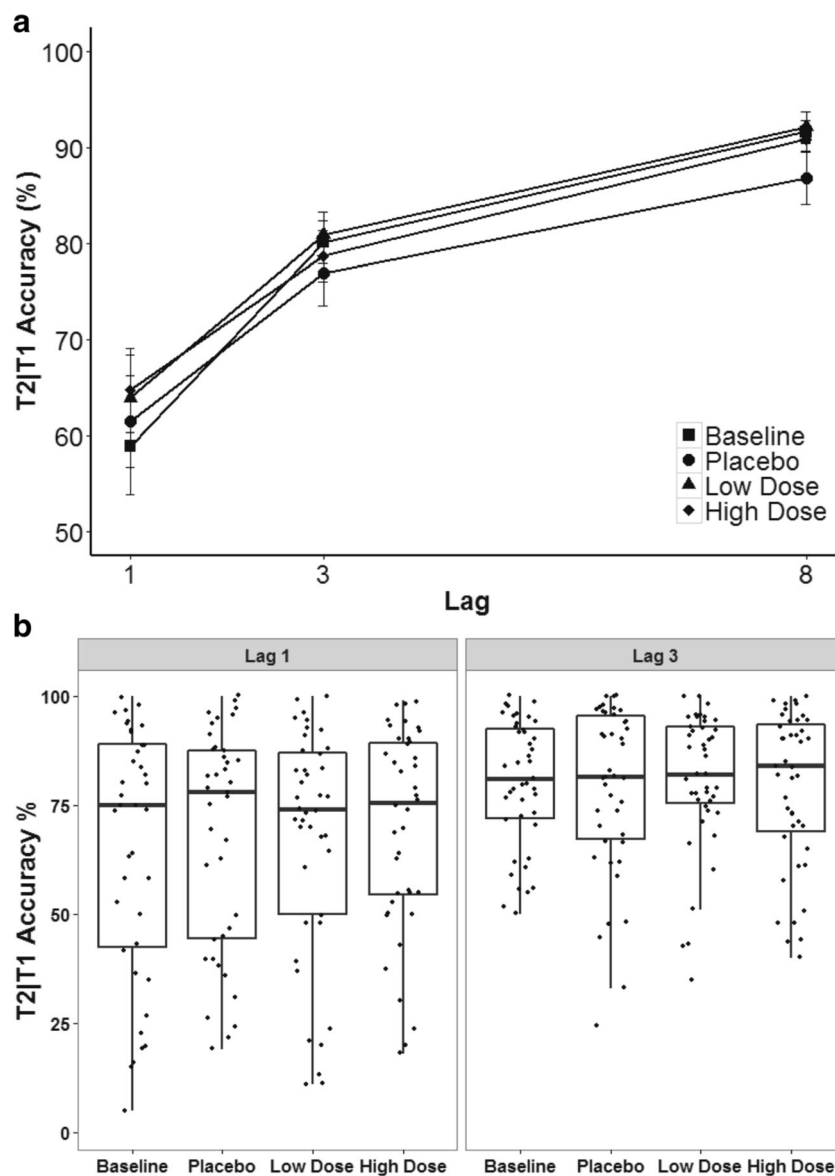 a
100
90
80
70
60
50
T2|T1 Accuracy (%)
Baseline
Placebo
Low Dose
High Dose
1 3 8
Lag
b
Lag 1 Lag 3
100
75
50
25
0
T2|T1 Accuracy %
Baseline Placebo Low Dose High Dose Baseline Placebo Low Dose High Dose